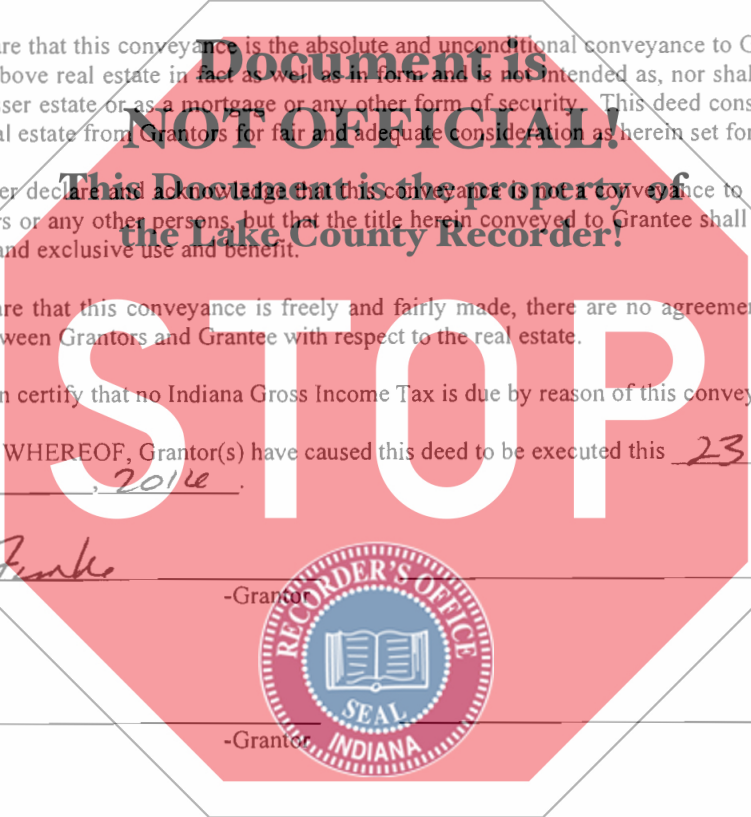 are that this conveyance is the absolute and unconditional conveyance to G
Document is
bove real estate in fact as well as in form and is not intended as, nor shal
sser estate or as a mortgage or any other form of security. This deed cons
NOT OFFICIAL!
al estate from Grantors for fair and adequate consideration as herein set for
er declare and acknowledge that this conveyance is not a conveyance to
This Document is the property of
rs or any other persons, but that the title herein conveyed to Grantee shall
the Lake County Recorder!
and exclusive use and benefit.
are that this conveyance is freely and fairly made, there are no agreemen
ween Grantors and Grantee with respect to the real estate.
STOP
n certify that no Indiana Gross Income Tax is due by reason of this convey
WHEREOF, Grantor(s) have caused this deed to be executed this 23
, 2016 .
-Grantor
RECORDER'S OFFICE
SEAL
INDIANA
-Grantor